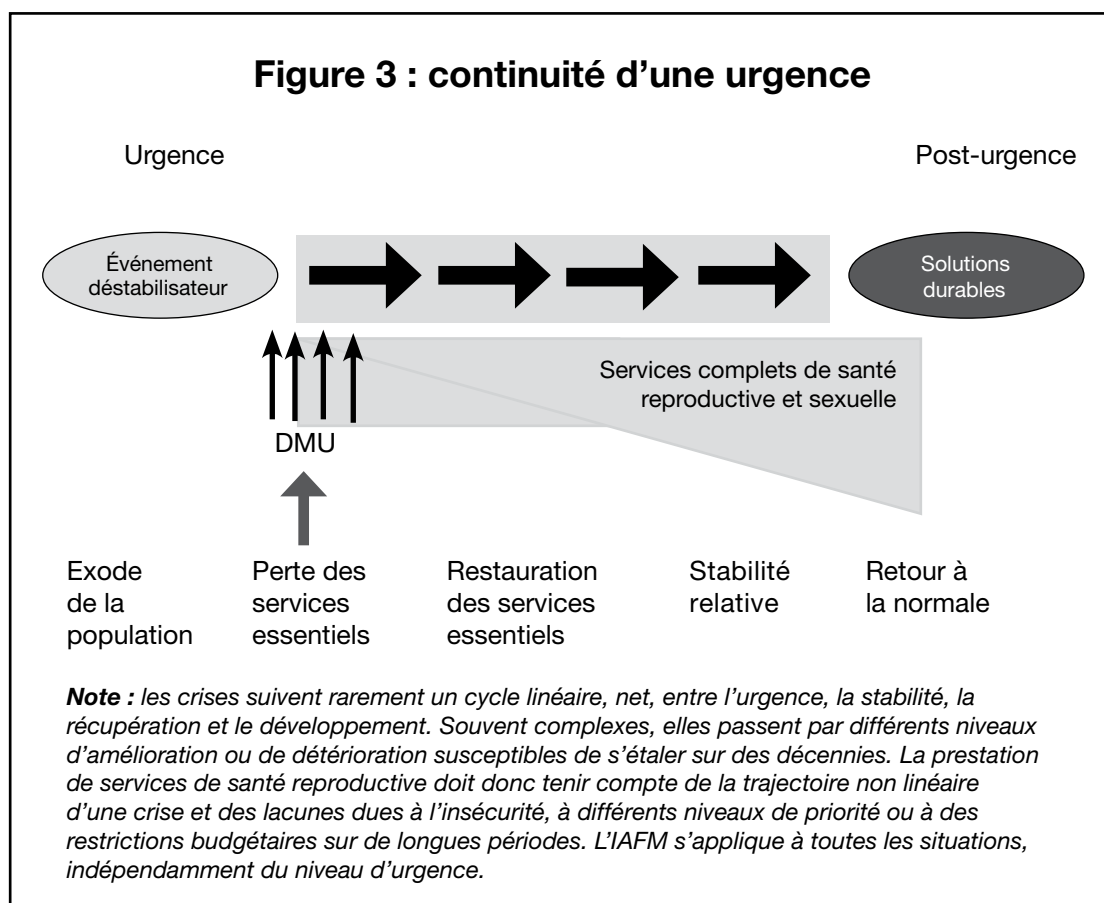 Figure 3 : continuité d’une urgence
Urgence
Post-urgence
Événement
déstabilisateur
Solutions
durables
Services complets de santé
reproductive et sexuelle
DMU
Exode
de la
population
Perte des
services
essentiels
Restauration
des services
essentiels
Stabilité
relative
Retour à
la normale
Note : les crises suivent rarement un cycle linéaire, net, entre l’urgence, la stabilité, la
récupération et le développement. Souvent complexes, elles passent par différents niveaux
d’amélioration ou de détérioration susceptibles de s’étaler sur des décennies. La prestation
de services de santé reproductive doit donc tenir compte de la trajectoire non linéaire
d’une crise et des lacunes dues à l’insécurité, à différents niveaux de priorité ou à des
restrictions budgétaires sur de longues périodes. L’IAFM s’applique à toutes les situations,
indépendamment du niveau d’urgence.